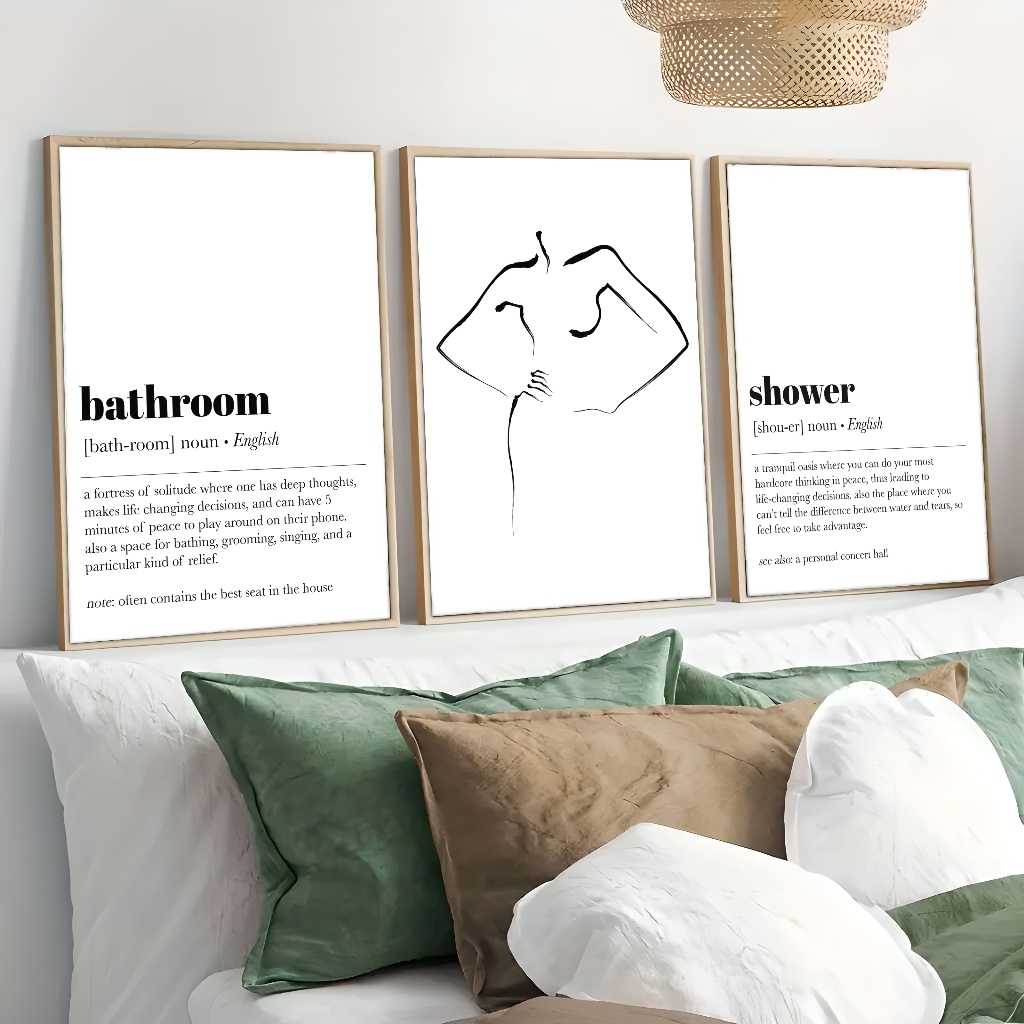 bathroom
[bath-room] noun • English
a fortress of solitude where one has deep thoughts,
makes life changing decisions, and can have 5
minutes of peace to play around on their phone.
also a space for bathing, grooming, singing, and a
particular kind of relief.
note: often contains the best seat in the house
shower
[shou-er] noun • English
a tranquil oasis where you can do your most
hardcore thinking in peace, thus leading to
life-changing decisions. also the place where you
can't tell the difference between water and tears, so
feel free to take advantage.
see also: a personal concert hall